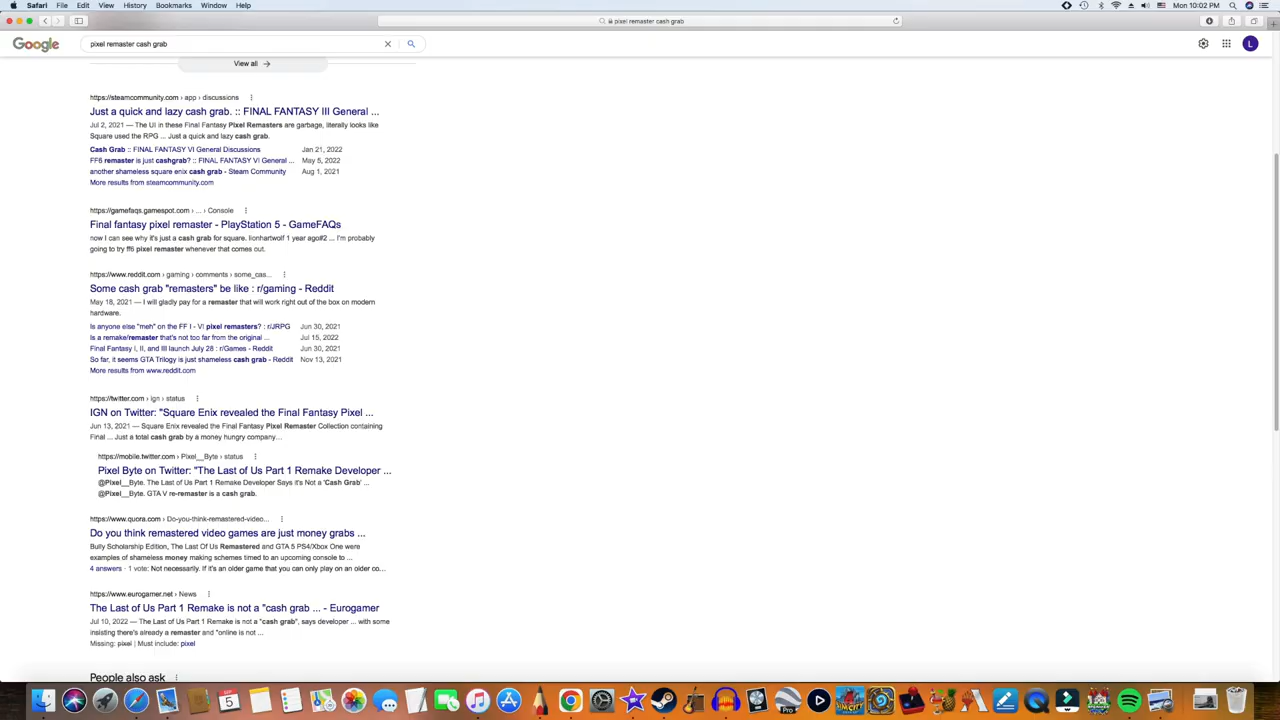 Safari File Edit View History Bookmarks Window Help
Mon 10:02 PM
pixel remaster cash grab
Google
pixel remaster cash grab
L
View all →
https://steamcommunity.com › app › discussions
Just a quick and lazy cash grab. :: FINAL FANTASY III General ...
Jul 2, 2021 — The UI in these Final Fantasy Pixel Remasters are garbage, literally looks like
Square used the RPG ... Just a quick and lazy cash grab.
Cash Grab :: FINAL FANTASY VI General Discussions Jan 21, 2022
FF6 remaster is just cashgrab? :: FINAL FANTASY VI General ... May 5, 2022
another shameless square enix cash grab - Steam Community Aug 1, 2021
More results from steamcommunity.com
https://gamefaqs.gamespot.com › ... › Console
Final fantasy pixel remaster - PlayStation 5 - GameFAQs
now I can see why it's just a cash grab for square. lionhartwolf 1 year ago#2 ... I'm probably
going to try ff6 pixel remaster whenever that comes out.
https://www.reddit.com › gaming › comments › some_cas...
Some cash grab "remasters" be like : r/gaming - Reddit
May 18, 2021 — I will gladly pay for a remaster that will work right out of the box on modern
hardware.
Is anyone else "meh" on the FF I - VI pixel remasters? : r/JRPG Jun 30, 2021
Is a remake/remaster that's not too far from the original ... Jul 15, 2022
Final Fantasy I, II, and III launch July 28 : r/Games - Reddit Jun 30, 2021
So far, it seems GTA Trilogy is just shameless cash grab - Reddit Nov 13, 2021
More results from www.reddit.com
https://twitter.com › ign › status
IGN on Twitter: "Square Enix revealed the Final Fantasy Pixel ...
Jun 13, 2021 — Square Enix revealed the Final Fantasy Pixel Remaster Collection containing
Final ... Just a total cash grab by a money hungry company...
https://mobile.twitter.com › Pixel__Byte › status
Pixel Byte on Twitter: "The Last of Us Part 1 Remake Developer ...
@Pixel__Byte. The Last of Us Part 1 Remake Developer Says it's Not a 'Cash Grab' ...
@Pixel__Byte. GTA V re-remaster is a cash grab.
https://www.quora.com › Do-you-think-remastered-video...
Do you think remastered video games are just money grabs ...
Bully Scholarship Edition, The Last Of Us Remastered and GTA 5 PS4/Xbox One were
examples of shameless money making schemes timed to an upcoming console to ...
4 answers · 1 vote: Not necessarily. If it's an older game that you can only play on an older co...
https://www.eurogamer.net › News
The Last of Us Part 1 Remake is not a "cash grab ... - Eurogamer
Jul 10, 2022 — The Last of Us Part 1 Remake is not a "cash grab", says developer ... with some
insisting there's already a remaster and "online is not ...
Missing: pixel | Must include: pixel
People also ask
SEP
5
Pro